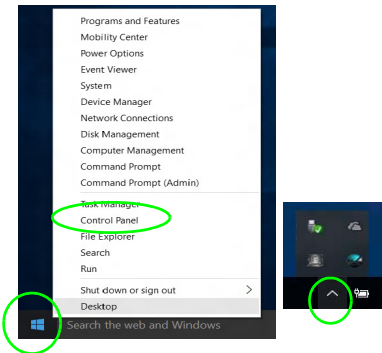 Programs and Features
Mobility Center
Power Options
Event Viewer
System
Device Manager
Network Connections
Disk Management
Computer Management
Command Prompt
Command Prompt (Admin)
Task Manager
Control Panel
File Explorer
Search
Run
Shut down or sign out
Desktop
Search the web and Windows